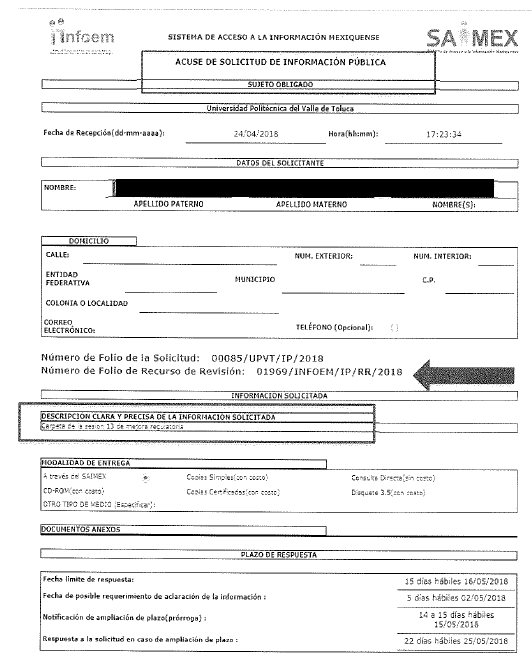 infoem
SISTEMA DE ACCESO A LA INFORMACIÓN MEXIQUENSE
SAIMEX
ACUSE DE SOLICITUD DE INFORMACIÓN PÚBLICA
SUJETO OBLIGADO
Universidad Politécnica del Valle de Toluca
Fecha de Recepción(dd-mm-aaaa): 24/04/2018 Hora(hh:mm): 17:23:34
DATOS DEL SOLICITANTE
NOMBRE:
APELLIDO PATERNO APELLIDO MATERNO NOMBRE(S):
DOMICILIO
CALLE: NUM. EXTERIOR: NUM. INTERIOR:
ENTIDAD
FEDERATIVA MUNICIPIO C.P.
COLONIA O LOCALIDAD
CORREO
ELECTRÓNICO: TELÉFONO (Opcional): ( )
Número de Folio de la Solicitud: 00085/UPVT/IP/2018
Número de Folio de Recurso de Revisión: 01969/INFOEM/IP/RR/2018
INFORMACIÓN SOLICITADA
DESCRIPCIÓN CLARA Y PRECISA DE LA INFORMACIÓN SOLICITADA
Carpeta de la sesion 13 de mejora regulatoria
MODALIDAD DE ENTREGA
A través del SAIMEX Copias Simples(con costo) Consulta Directa(sin costo)
CD-ROM(con costo) Copias Certificadas(con costo) Disquete 3.5(con costo)
OTRO TIPO DE MEDIO (Especificar):
DOCUMENTOS ANEXOS
PLAZO DE RESPUESTA
Fecha límite de respuesta: 15 días hábiles 16/05/2018
Fecha de posible requerimiento de aclaración de la información : 5 días hábiles 02/05/2018
Notificación de ampliación de plazo(prórroga) : 14 a 15 días hábiles
15/05/2018
Respuesta a la solicitud en caso de ampliación de plazo : 22 días hábiles 25/05/2018